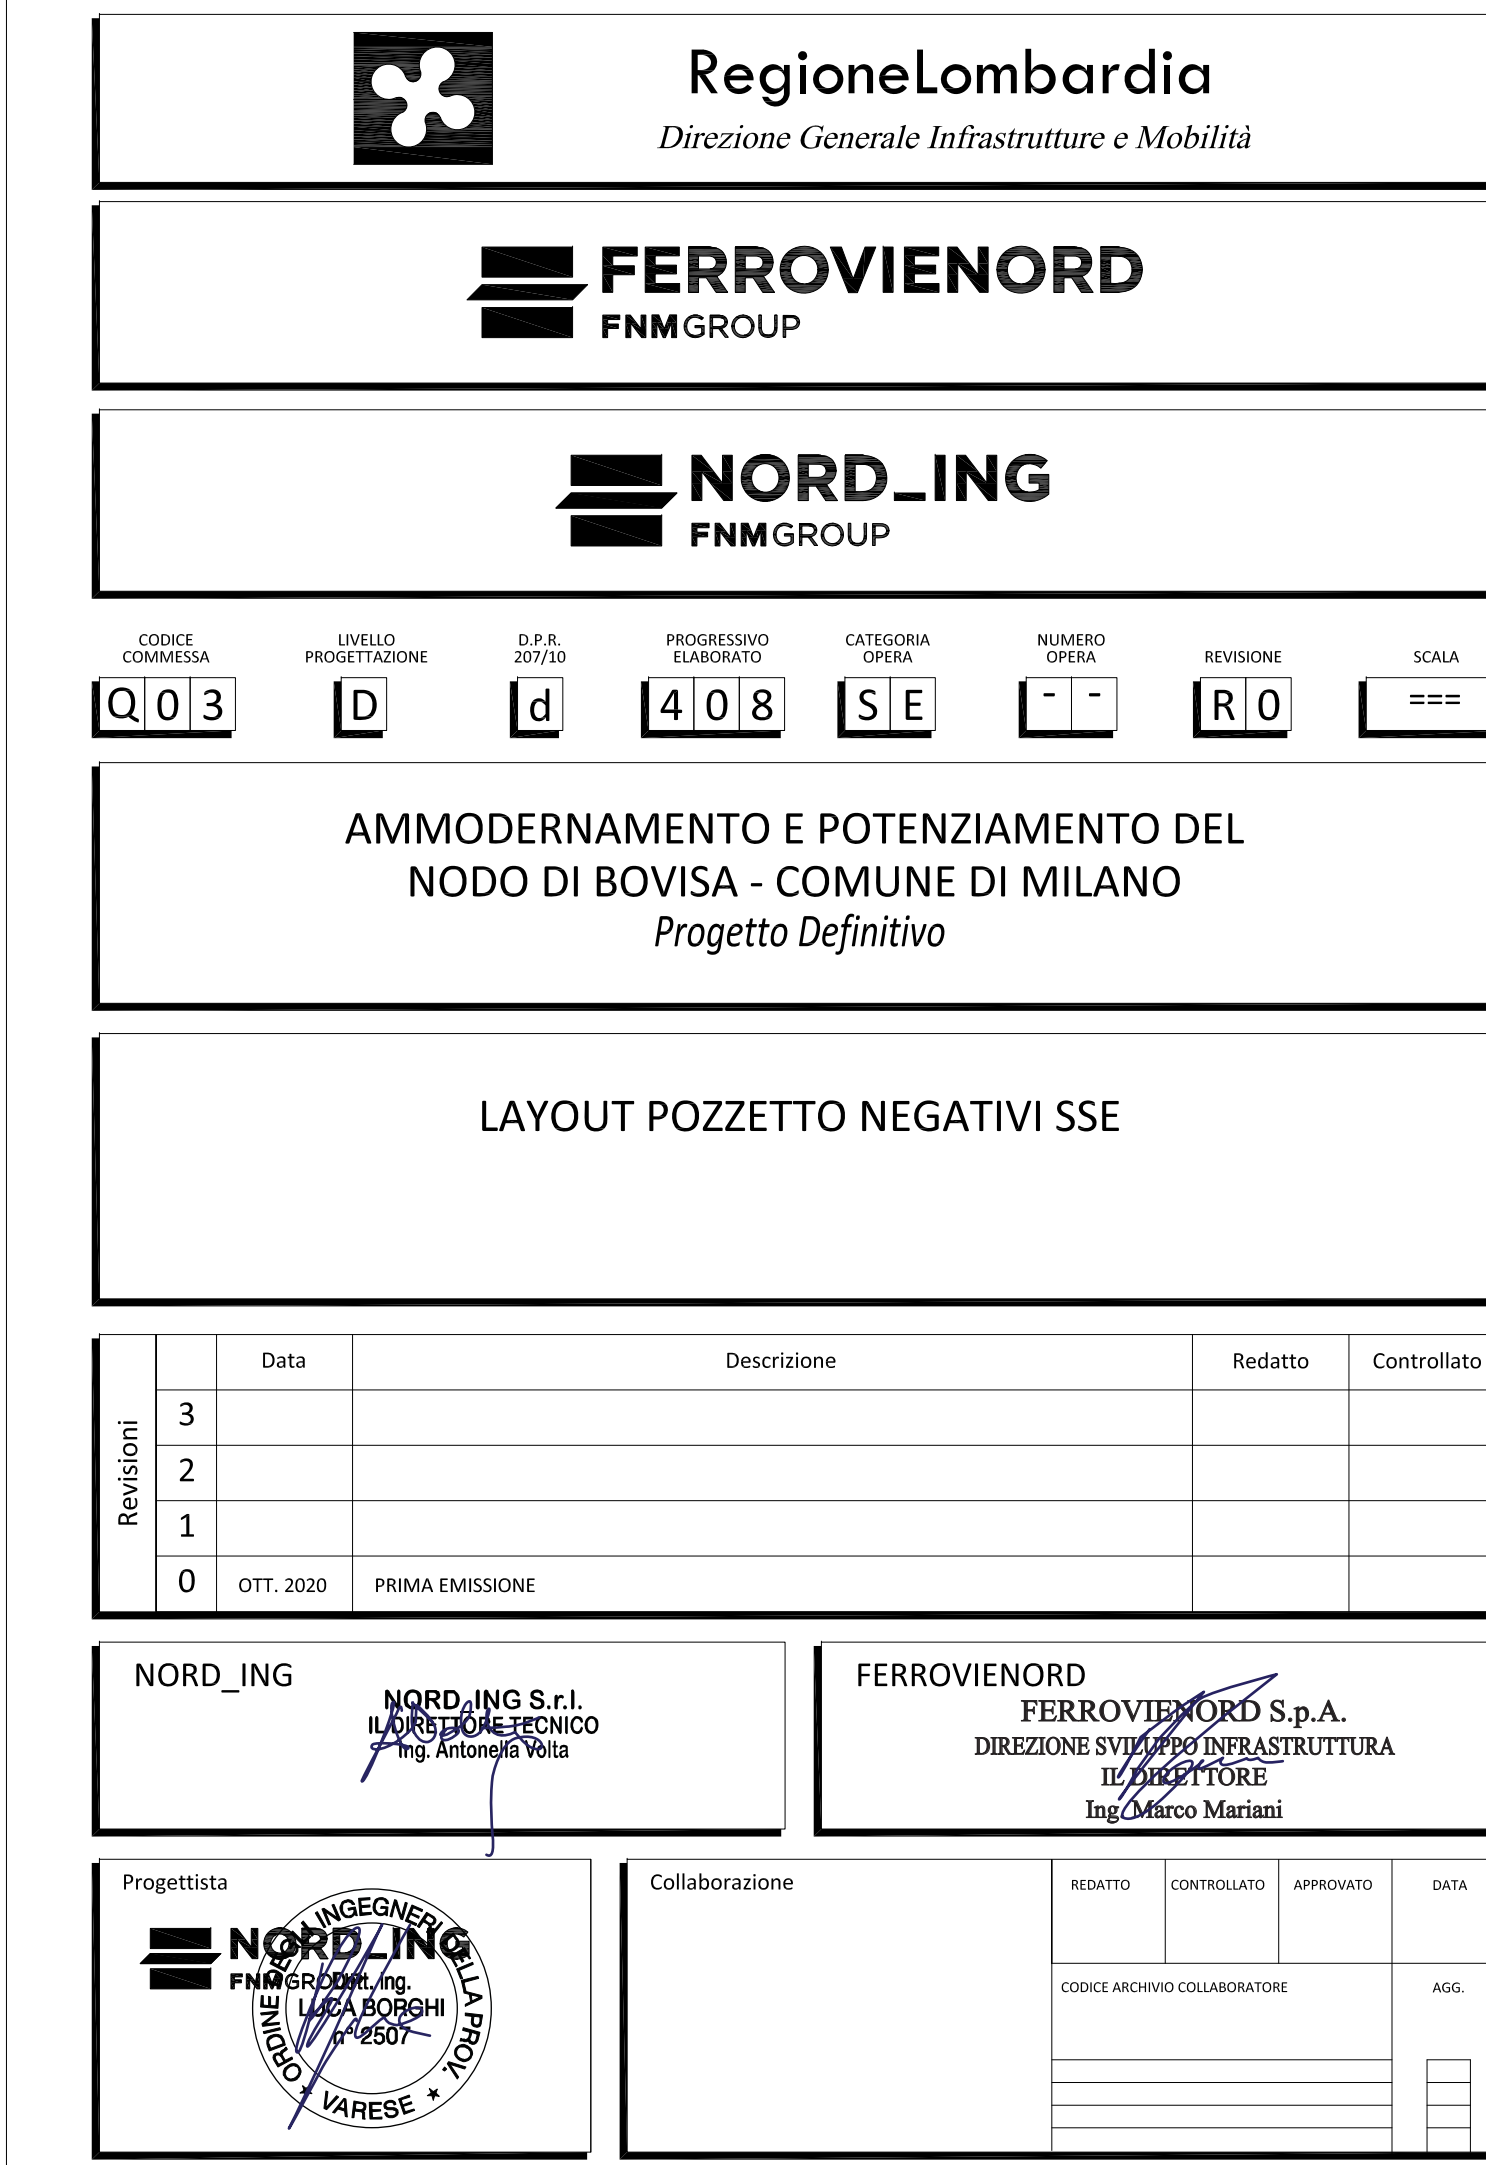 RegioneLombardia
Direzione Generale Infrastrutture e Mobilità
FERROVIENORD
FNMGROUP
NORD_ING
FNMGROUP
CODICE COMMESSA
LIVELLO PROGETTAZIONE
D.P.R. 207/10
PROGRESSIVO ELABORATO
CATEGORIA OPERA
NUMERO OPERA
REVISIONE
SCALA
Q 0 3
D
d
4 0 8
S E
- -
R 0
===
AMMODERNAMENTO E POTENZIAMENTO DEL
NODO DI BOVISA - COMUNE DI MILANO
Progetto Definitivo
LAYOUT POZZETTO NEGATIVI SSE
Revisioni
Data Descrizione Redatto Controllato
3
2
1
0 OTT. 2020 PRIMA EMISSIONE
NORD_ING
NORD_ING S.r.l.
IL DIRETTORE TECNICO
Ing. Antonella Volta
FERROVIENORD
FERROVIENORD S.p.A.
DIREZIONE SVILUPPO INFRASTRUTTURA
IL DIRETTORE
Ing. Marco Mariani
Progettista
NORD_ING
FNMGROUP
ORDINE DEGLI INGEGNERI DELLA PROV.
VARESE
Dott. Ing.
LUCA BORGHI
n° 2507
Collaborazione
REDATTO CONTROLLATO APPROVATO DATA
CODICE ARCHIVIO COLLABORATORE AGG.